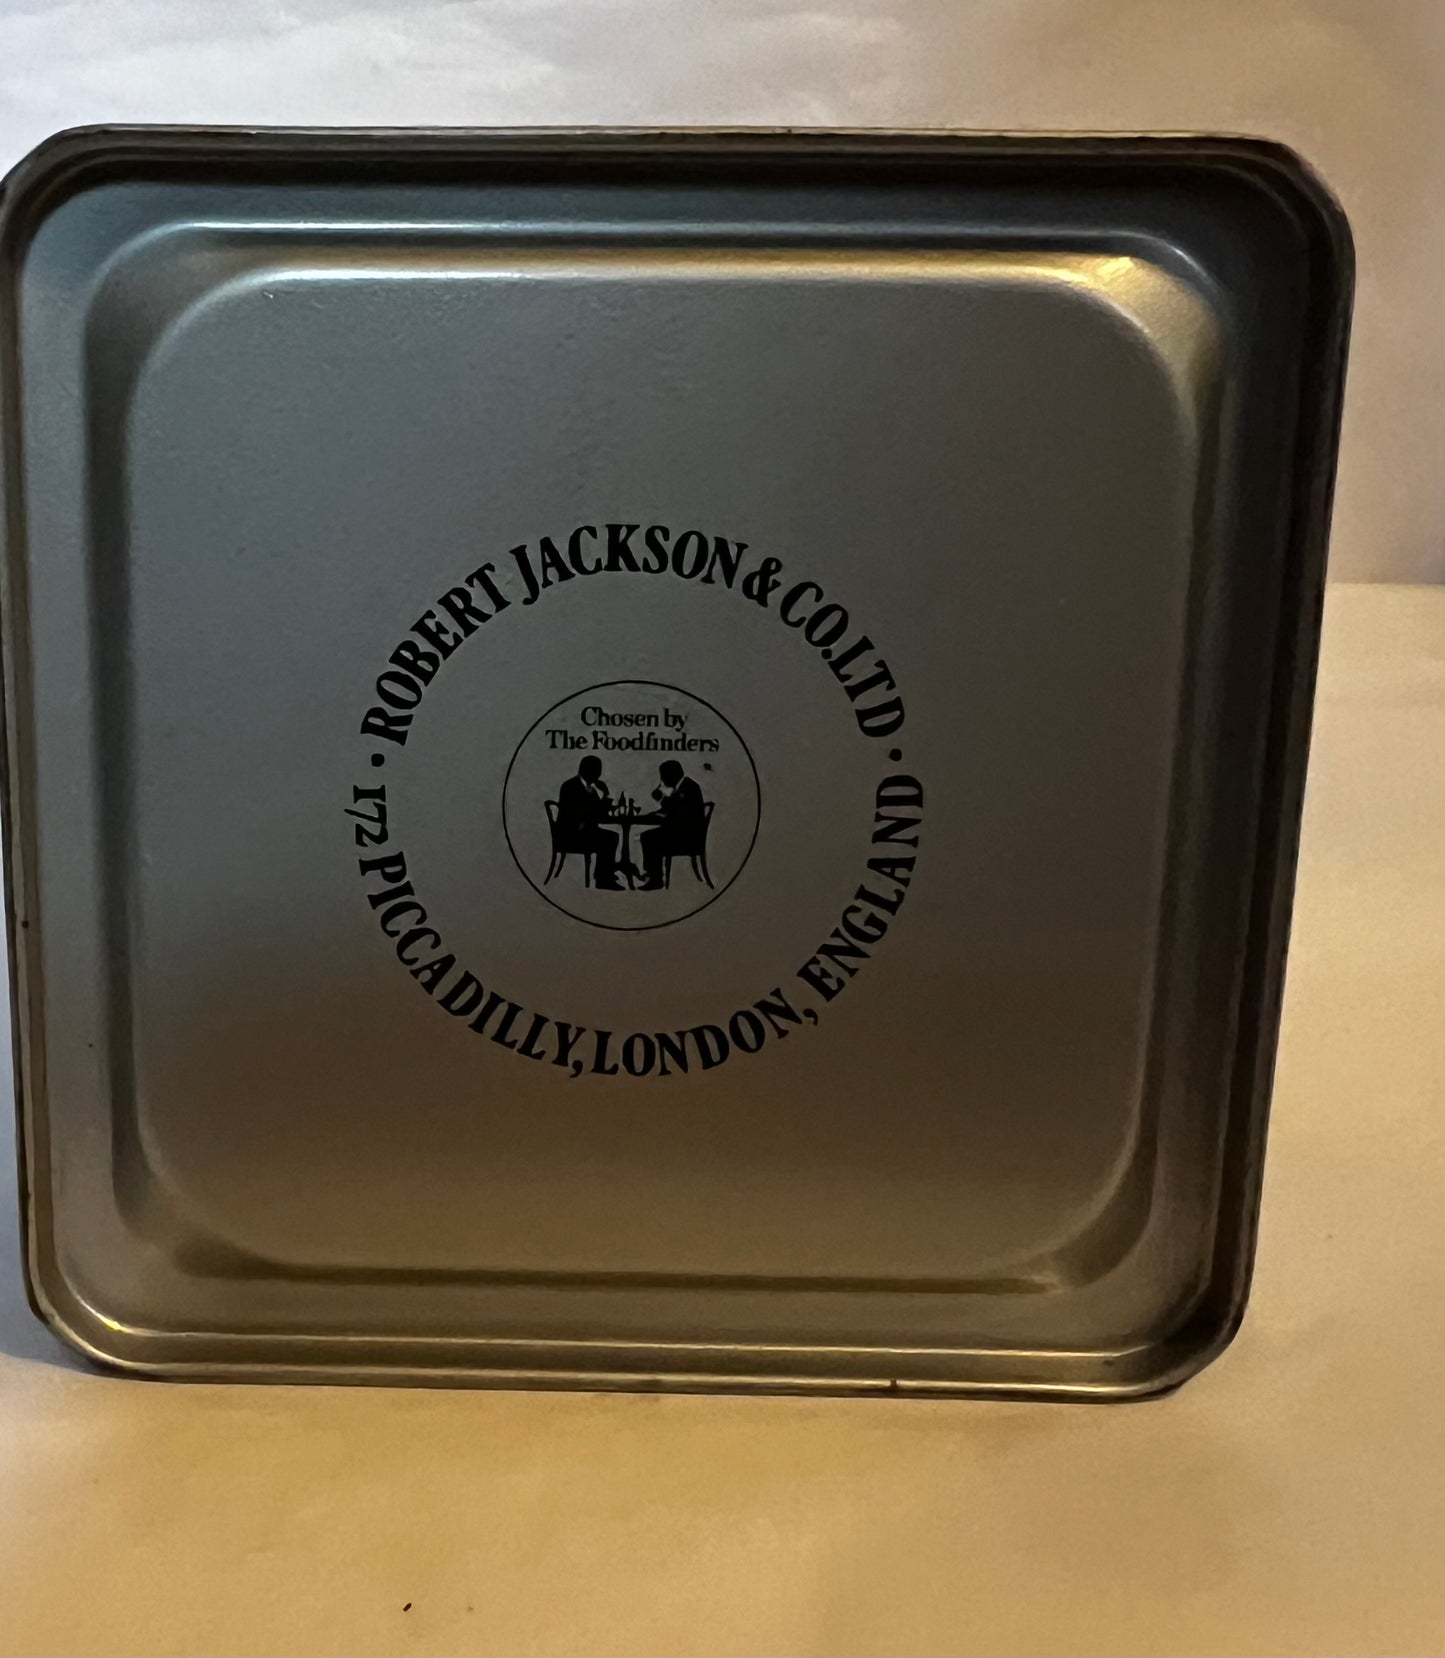 ROBERT JACKSON & CO. LTD
· 172 PICCADILLY, LONDON, ENGLAND ·
Chosen by
The Foodfinders